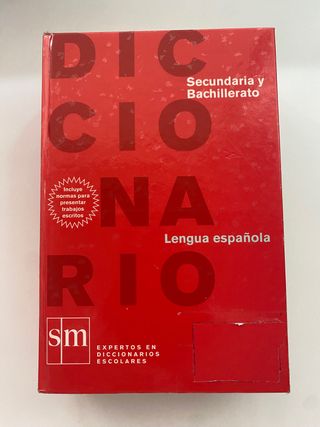 DIC
Secundaria y
Bachillerato
CIO
Incluye
normas para
presentar
trabajos
escritos
NA
Lengua española
RIO
sm
EXPERTOS EN
DICCIONARIOS
ESCOLARES